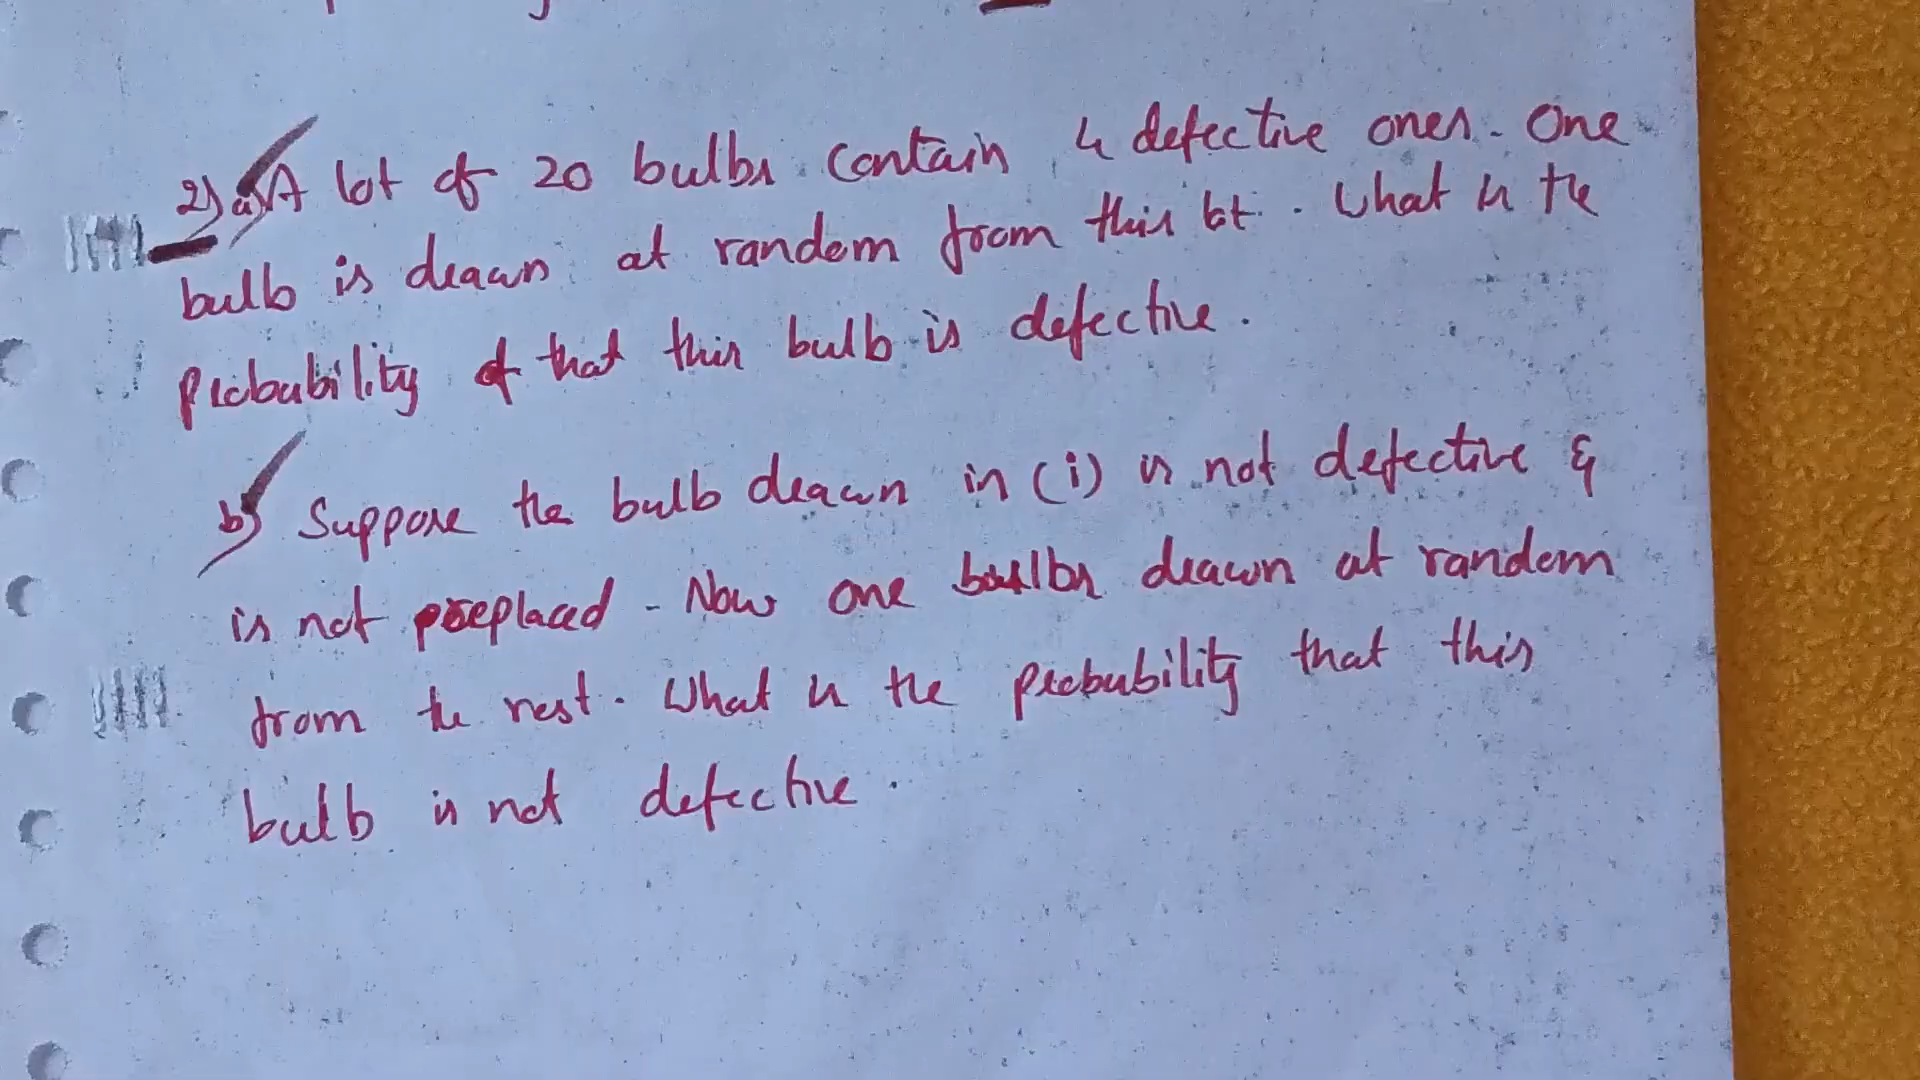 2) a) A lot of 20 bulbs contain 4 defective ones. One
bulb is drawn at random from this lot. What is the
probability of that this bulb is defective.
b) Suppose the bulb drawn in (i) is not defective &
is not replaced. Now one bulbs drawn at random
from the rest. What is the probability that this
bulb is not defective.